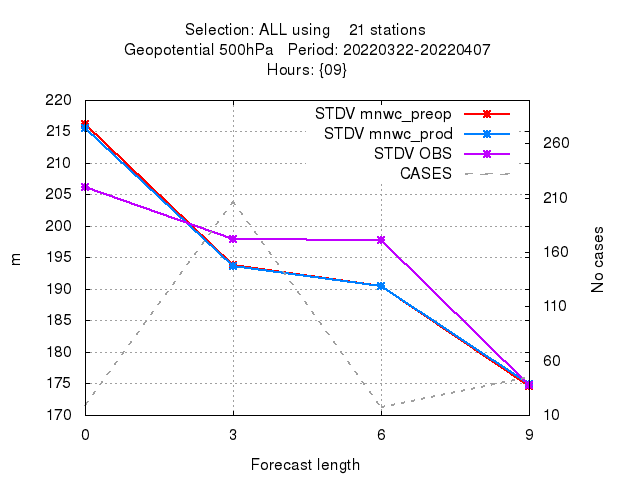 Selection: ALL using    21 stations
Geopotential 500hPa   Period: 20220322-20220407
Hours: {09}
STDV mnwc_preop
STDV mnwc_prod
STDV OBS
CASES
220
215
210
205
200
195
190
185
180
175
170
m
260
210
160
110
60
10
No cases
0
3
6
9
Forecast length